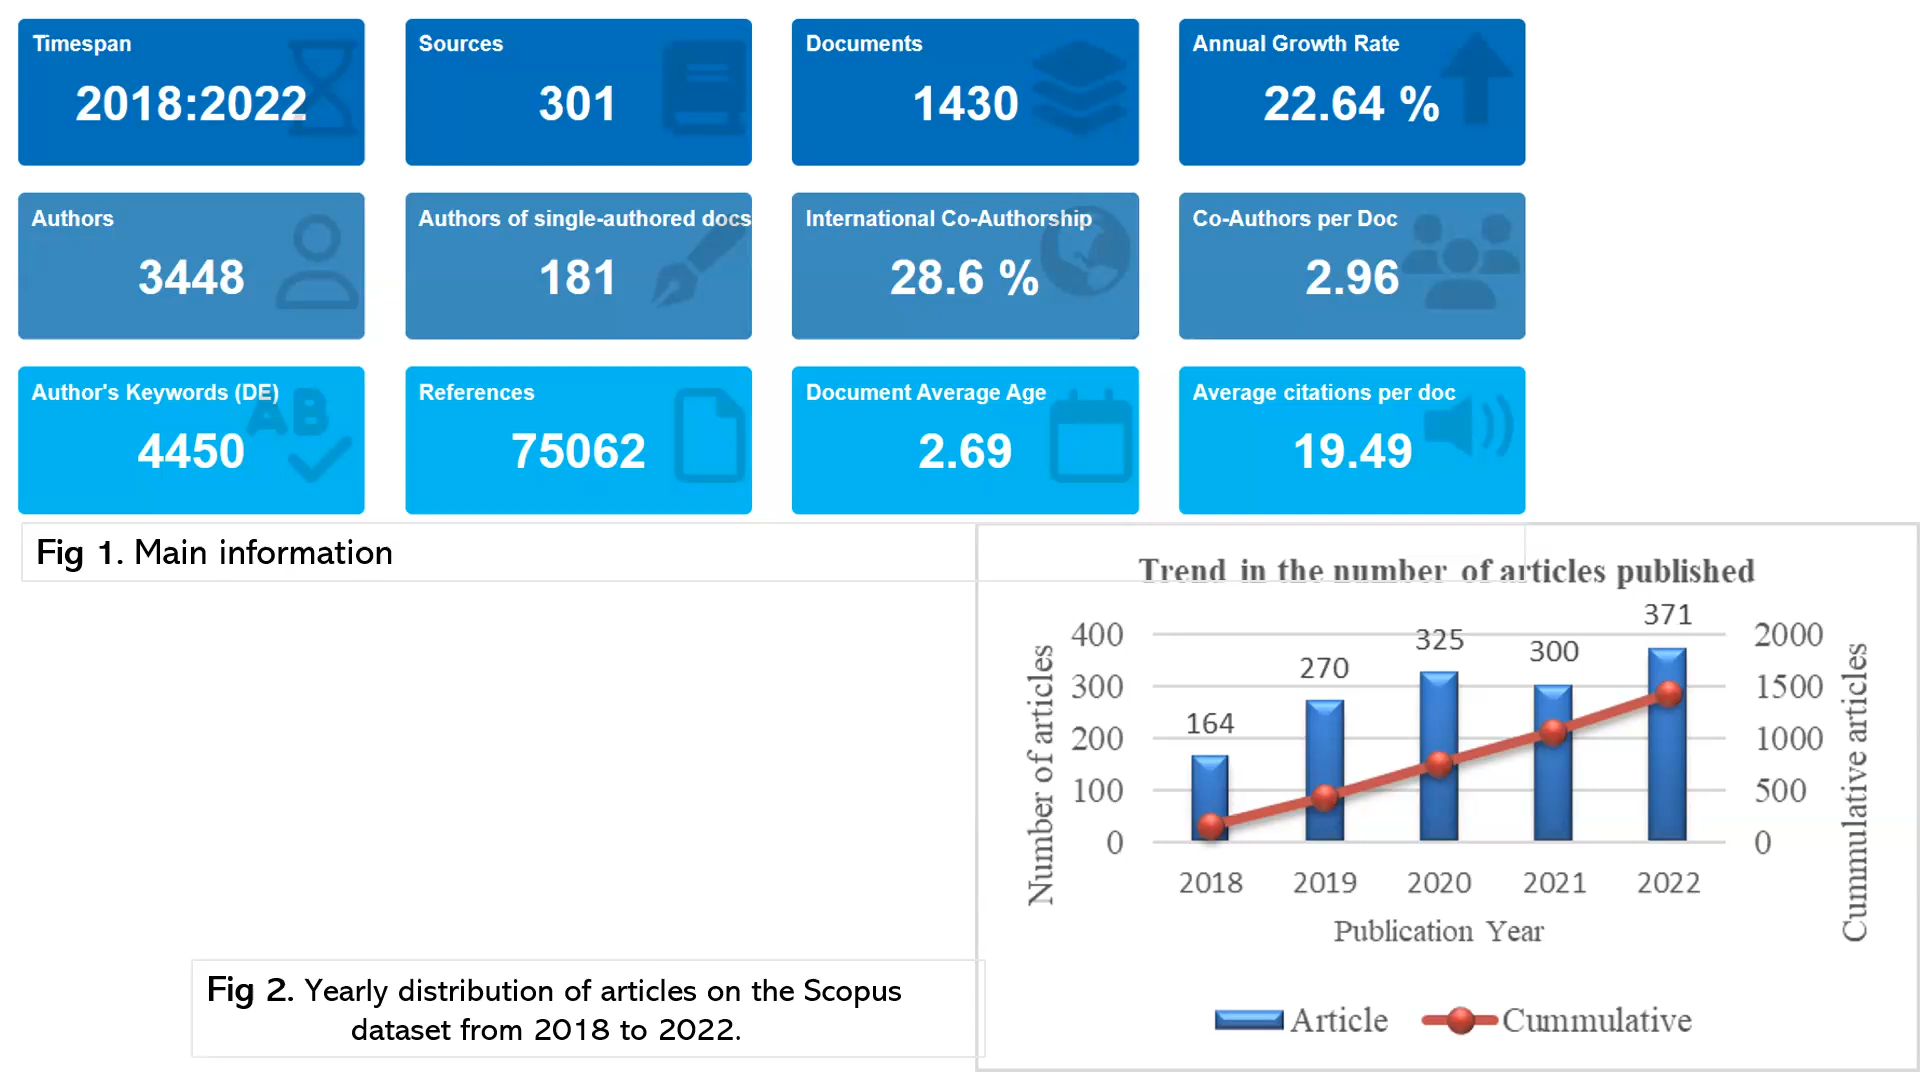 Timespan
2018:2022
Sources
301
Documents
1430
Annual Growth Rate
22.64 %
Authors
3448
Authors of single-authored docs
181
International Co-Authorship
28.6 %
Co-Authors per Doc
2.96
Author's Keywords (DE)
4450
References
75062
Document Average Age
2.69
Average citations per doc
19.49
AB
Fig 1. Main information
Trend in the number of articles published
Number of articles
400
300
200
100
0
164
270
325
300
371
2000
1500
1000
500
0
Cummulative articles
2018 2019 2020 2021 2022
Publication Year
Article Cummulative
Fig 2. Yearly distribution of articles on the Scopus
dataset from 2018 to 2022.